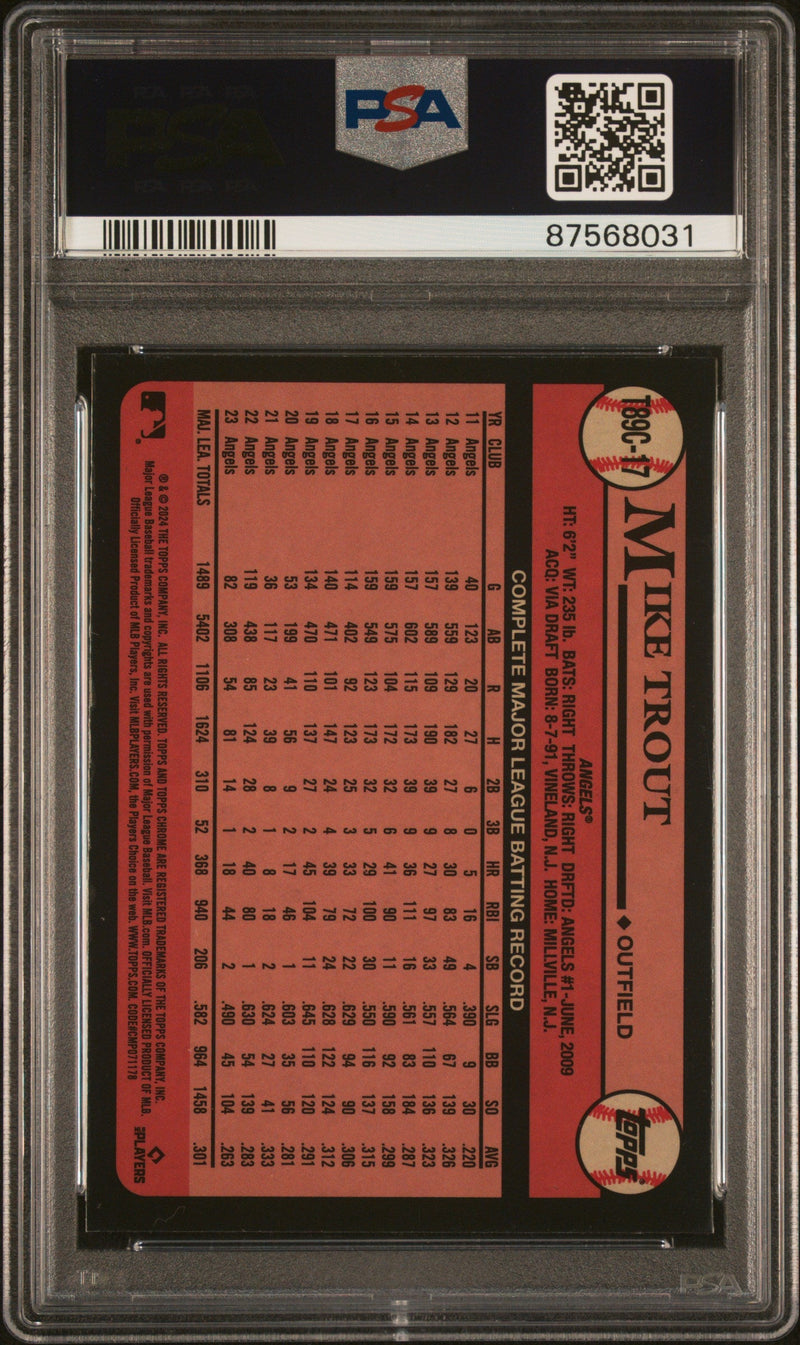 PSA
87568031
T89C-17
MIKE TROUT
◆ OUTFIELD
topps®
ANGELS®
HT: 6'2" WT: 235 lb. BATS: RIGHT THROWS: RIGHT DRFTD: ANGELS #1-JUNE, 2009
ACQ: VIA DRAFT BORN: 8-7-91, VINELAND, N.J. HOME: MILLVILLE, N.J.
COMPLETE MAJOR LEAGUE BATTING RECORD
YR CLUB G AB R H 2B 3B HR RBI SB SLG BB SO AVG
11 Angels 40 123 20 27 6 0 5 16 4 .390 9 30 .220
12 Angels 139 559 129 182 27 8 30 83 49 .564 67 139 .326
13 Angels 157 589 109 190 39 9 27 97 33 .557 110 136 .323
14 Angels 157 602 115 173 39 9 36 111 16 .561 83 184 .287
15 Angels 159 575 104 172 32 6 41 90 11 .590 92 158 .299
16 Angels 159 549 123 173 32 5 29 100 30 .550 116 137 .315
17 Angels 114 402 92 123 25 3 33 72 22 .629 94 90 .306
18 Angels 140 471 101 147 24 4 39 79 24 .628 122 124 .312
19 Angels 134 470 110 137 27 2 45 104 11 .645 110 120 .291
20 Angels 53 199 41 56 9 2 17 46 1 .603 35 56 .281
21 Angels 36 117 23 39 8 1 8 18 2 .624 27 41 .333
22 Angels 119 438 85 124 28 2 40 80 1 .630 54 139 .283
23 Angels 82 308 54 81 14 1 18 44 2 .490 45 104 .263
MAJ. LEA. TOTALS 1489 5402 1106 1624 310 52 368 940 206 .582 964 1458 .301
® & © 2024 THE TOPPS COMPANY, INC. ALL RIGHTS RESERVED. TOPPS AND TOPPS CHROME ARE REGISTERED TRADEMARKS OF THE TOPPS COMPANY, INC.
Major League Baseball trademarks and copyrights are used with permission of Major League Baseball. Visit MLB.com. OFFICIALLY LICENSED PRODUCT OF MLB
Officially Licensed Product of MLB Players, Inc. Visit MLBPLAYERS.COM, the Players Choice on the web. WWW.TOPPS.COM. CODE#CMP071178
PLAYERS
PSA